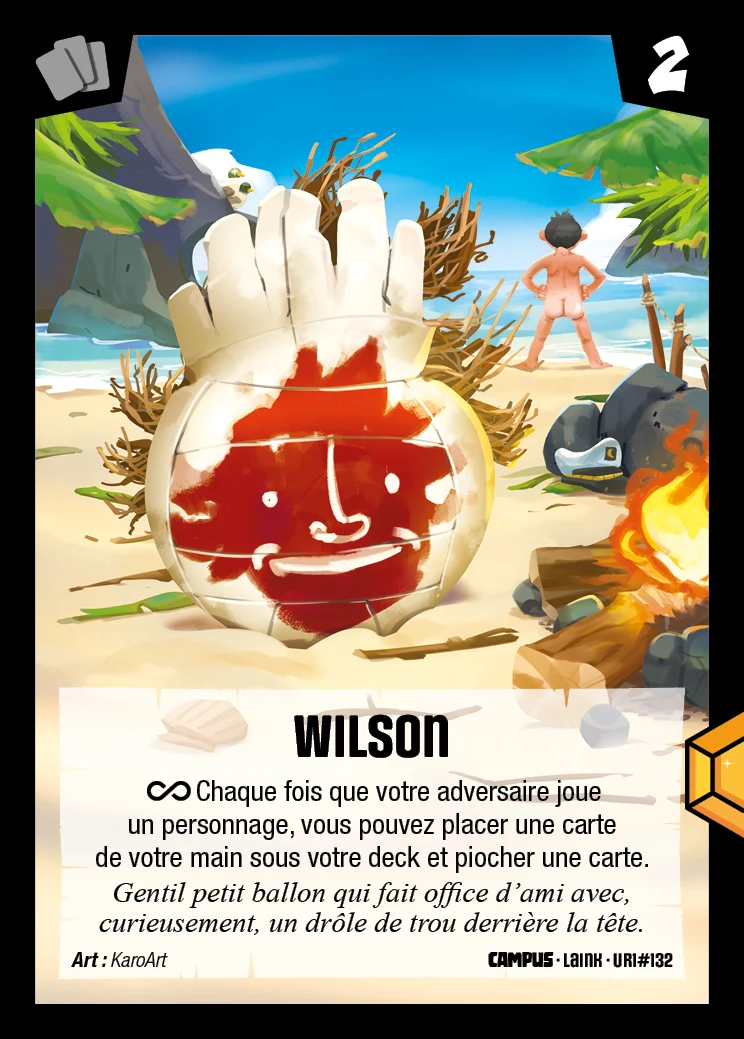 2
WILSON
∞ Chaque fois que votre adversaire joue
un personnage, vous pouvez placer une carte
de votre main sous votre deck et piocher une carte.
Gentil petit ballon qui fait office d’ami avec,
curieusement, un drôle de trou derrière la tête.
Art : KaroArt
CAMPUS · LAINK · UR1#132